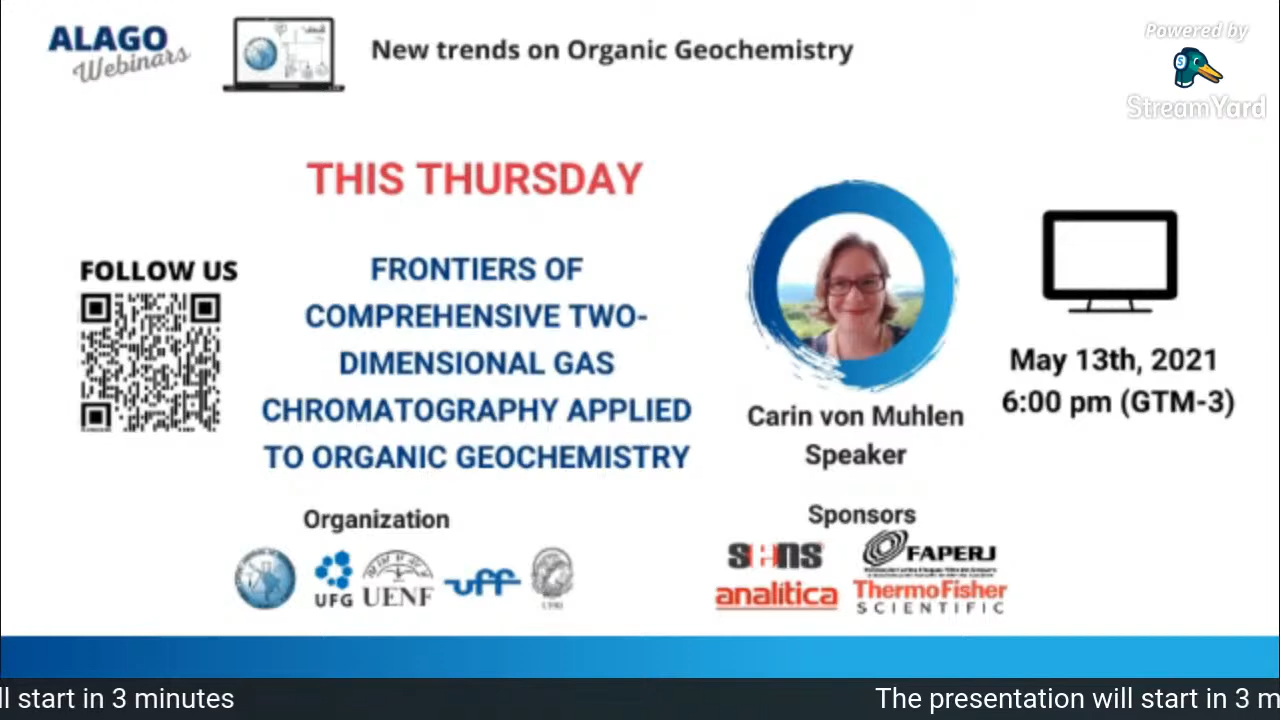 ALAGO
Webinars
New trends on Organic Geochemistry
Powered by
StreamYard
THIS THURSDAY
FOLLOW US
FRONTIERS OF
COMPREHENSIVE TWO-
DIMENSIONAL GAS
CHROMATOGRAPHY APPLIED
TO ORGANIC GEOCHEMISTRY
Carin von Muhlen
Speaker
May 13th, 2021
6:00 pm (GTM-3)
Organization
UFG
UENF
uff
Sponsors
sens
FAPERJ
analítica
ThermoFisher
SCIENTIFIC
ll start in 3 minutes
The presentation will start in 3 m